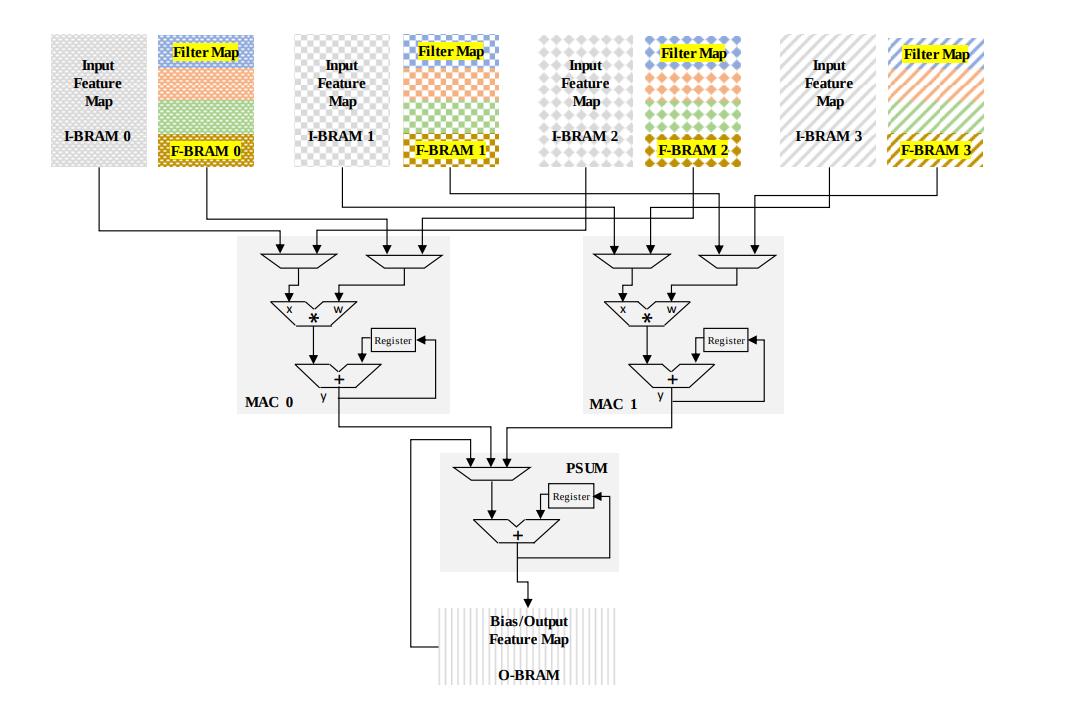 Input
Feature
Map
I-BRAM 0
Filter Map
F-BRAM 0
Input
Feature
Map
I-BRAM 1
Filter Map
F-BRAM 1
Input
Feature
Map
I-BRAM 2
Filter Map
F-BRAM 2
Input
Feature
Map
I-BRAM 3
Filter Map
F-BRAM 3
x
w
*
Register
+
y
MAC 0
x
w
*
Register
+
y
MAC 1
PSUM
Register
+
Bias/Output
Feature Map
O-BRAM